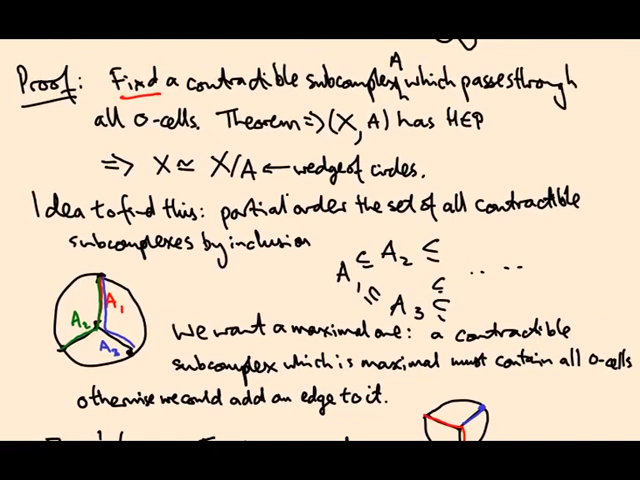 Proof: Find a contractible subcomplex A which passes through
all 0-cells. Theorem ⇒ (X, A) has HEP
⇒ X ≃ X/A ← wedge of circles.
Idea to find this: partial order the set of all contractible
subcomplexes by inclusion
A₁ ⊆ A₂ ⊆ .. ..
⊆ A₃ ⊆
A₁
A₂
A₃
We want a maximal one: a contractible
subcomplex which is maximal must contain all 0-cells
otherwise we could add an edge to it.